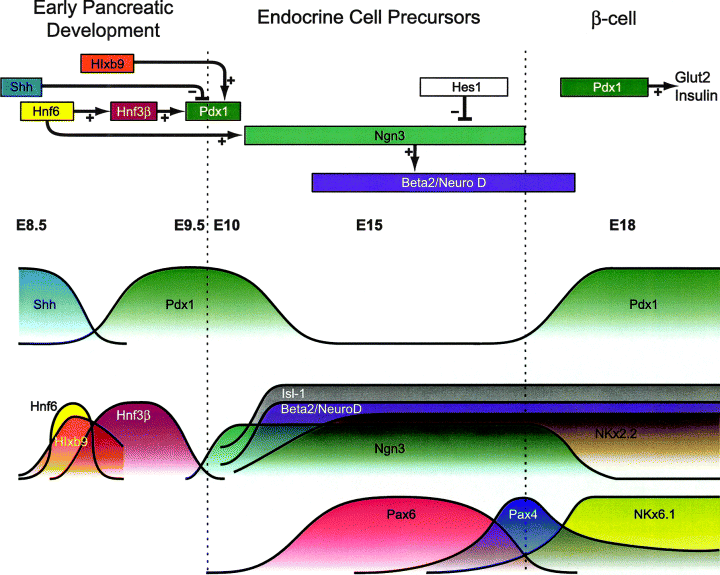 Early Pancreatic
Development
Endocrine Cell Precursors
β-cell
Hlxb9
Shh
Hnf6
+
Hnf3β
+
Pdx1
+
−
+
Hes1
−
Ngn3
+
Beta2/Neuro D
Pdx1
+
Glut2
Insulin
E8.5
E9.5
E10
E15
E18
Shh
Pdx1
Pdx1
Hnf6
Hlxb9
Hnf3β
Isl-1
Beta2/NeuroD
Ngn3
NKx2.2
Pax6
Pax4
NKx6.1